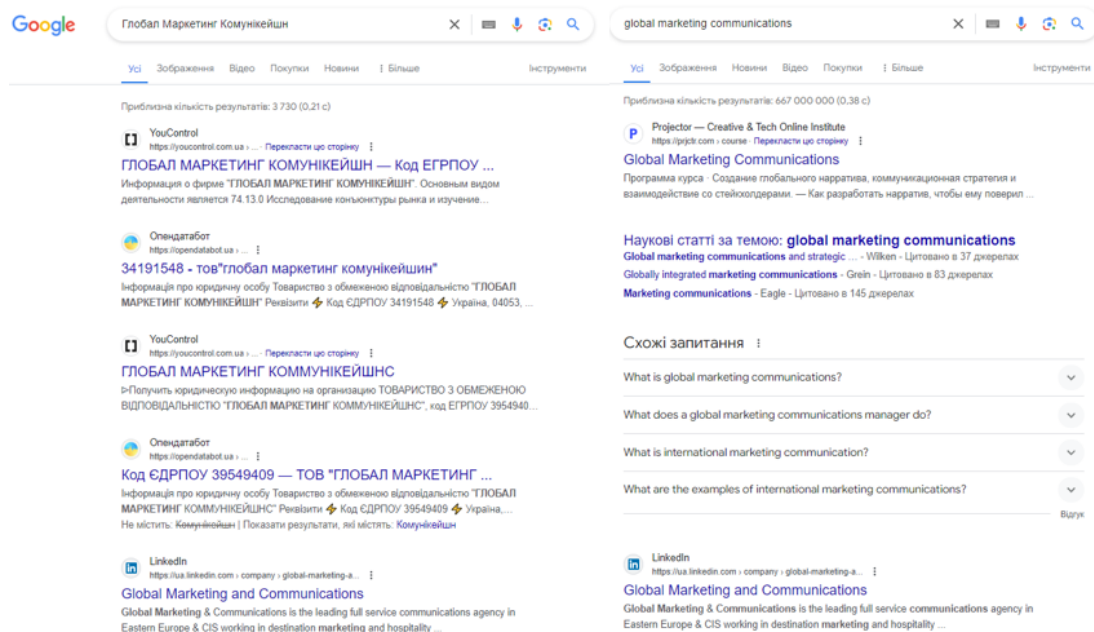 Google
Глобал Маркетинг Комунікейшн
Усі Зображення Відео Покупки Новини Більше Інструменти
Приблизна кількість результатів: 3 730 (0,21 с)
YouControl
https://youcontrol.com.ua › ... · Перекласти цю сторінку
ГЛОБАЛ МАРКЕТИНГ КОМУНІКЕЙШН — Код ЕГРПОУ ...
Информация о фирме "ГЛОБАЛ МАРКЕТИНГ КОМУНІКЕЙШН". Основным видом
деятельности является 74.13.0 Исследование конъюнктуры рынка и изучение...
Опендатабот
https://opendatabot.ua › ...
34191548 - тов"глобал маркетинг комунікейшин"
Інформація про юридичну особу Товариство з обмеженою відповідальністю "ГЛОБАЛ
МАРКЕТИНГ КОМУНІКЕЙШН" Реквізити ⚡ Код ЄДРПОУ 34191548 ⚡ Україна, 04053, ...
YouControl
https://youcontrol.com.ua › ... · Перекласти цю сторінку
ГЛОБАЛ МАРКЕТИНГ КОММУНІКЕЙШНС
▷Получить юридическую информацию на организацию ТОВАРИСТВО З ОБМЕЖЕНОЮ
ВІДПОВІДАЛЬНІСТЮ "ГЛОБАЛ МАРКЕТИНГ КОММУНІКЕЙШНС", код ЕГРПОУ 3954940...
Опендатабот
https://opendatabot.ua › ...
Код ЄДРПОУ 39549409 — ТОВ "ГЛОБАЛ МАРКЕТИНГ ...
Інформація про юридичну особу Товариство з обмеженою відповідальністю "ГЛОБАЛ
МАРКЕТИНГ КОММУНІКЕЙШНС" Реквізити ⚡ Код ЄДРПОУ 39549409 ⚡ Україна,...
Не містить: Комунікейшн | Показати результати, які містять: Комунікейшн
LinkedIn
https://ua.linkedin.com › company › global-marketing-a...
Global Marketing and Communications
Global Marketing & Communications is the leading full service communications agency in
Eastern Europe & CIS working in destination marketing and hospitality ...
global marketing communications
Усі Зображення Новини Відео Покупки Більше Інструменти
Приблизна кількість результатів: 667 000 000 (0,38 с)
Projector — Creative & Tech Online Institute
https://prjctr.com › course · Перекласти цю сторінку
Global Marketing Communications
Программа курса · Создание глобального нарратива, коммуникационная стратегия и
взаимодействие со стейкхолдерами. — Как разработать нарратив, чтобы ему поверил ...
Наукові статті за темою: global marketing communications
Global marketing communications and strategic ... - Wilken - Цитовано в 37 джерелах
Globally integrated marketing communications - Grein - Цитовано в 83 джерелах
Marketing communications - Eagle - Цитовано в 145 джерелах
Схожі запитання
What is global marketing communications?
What does a global marketing communications manager do?
What is international marketing communication?
What are the examples of international marketing communications?
Відгук
LinkedIn
https://ua.linkedin.com › company › global-marketing-a...
Global Marketing and Communications
Global Marketing & Communications is the leading full service communications agency in
Eastern Europe & CIS working in destination marketing and hospitality ...